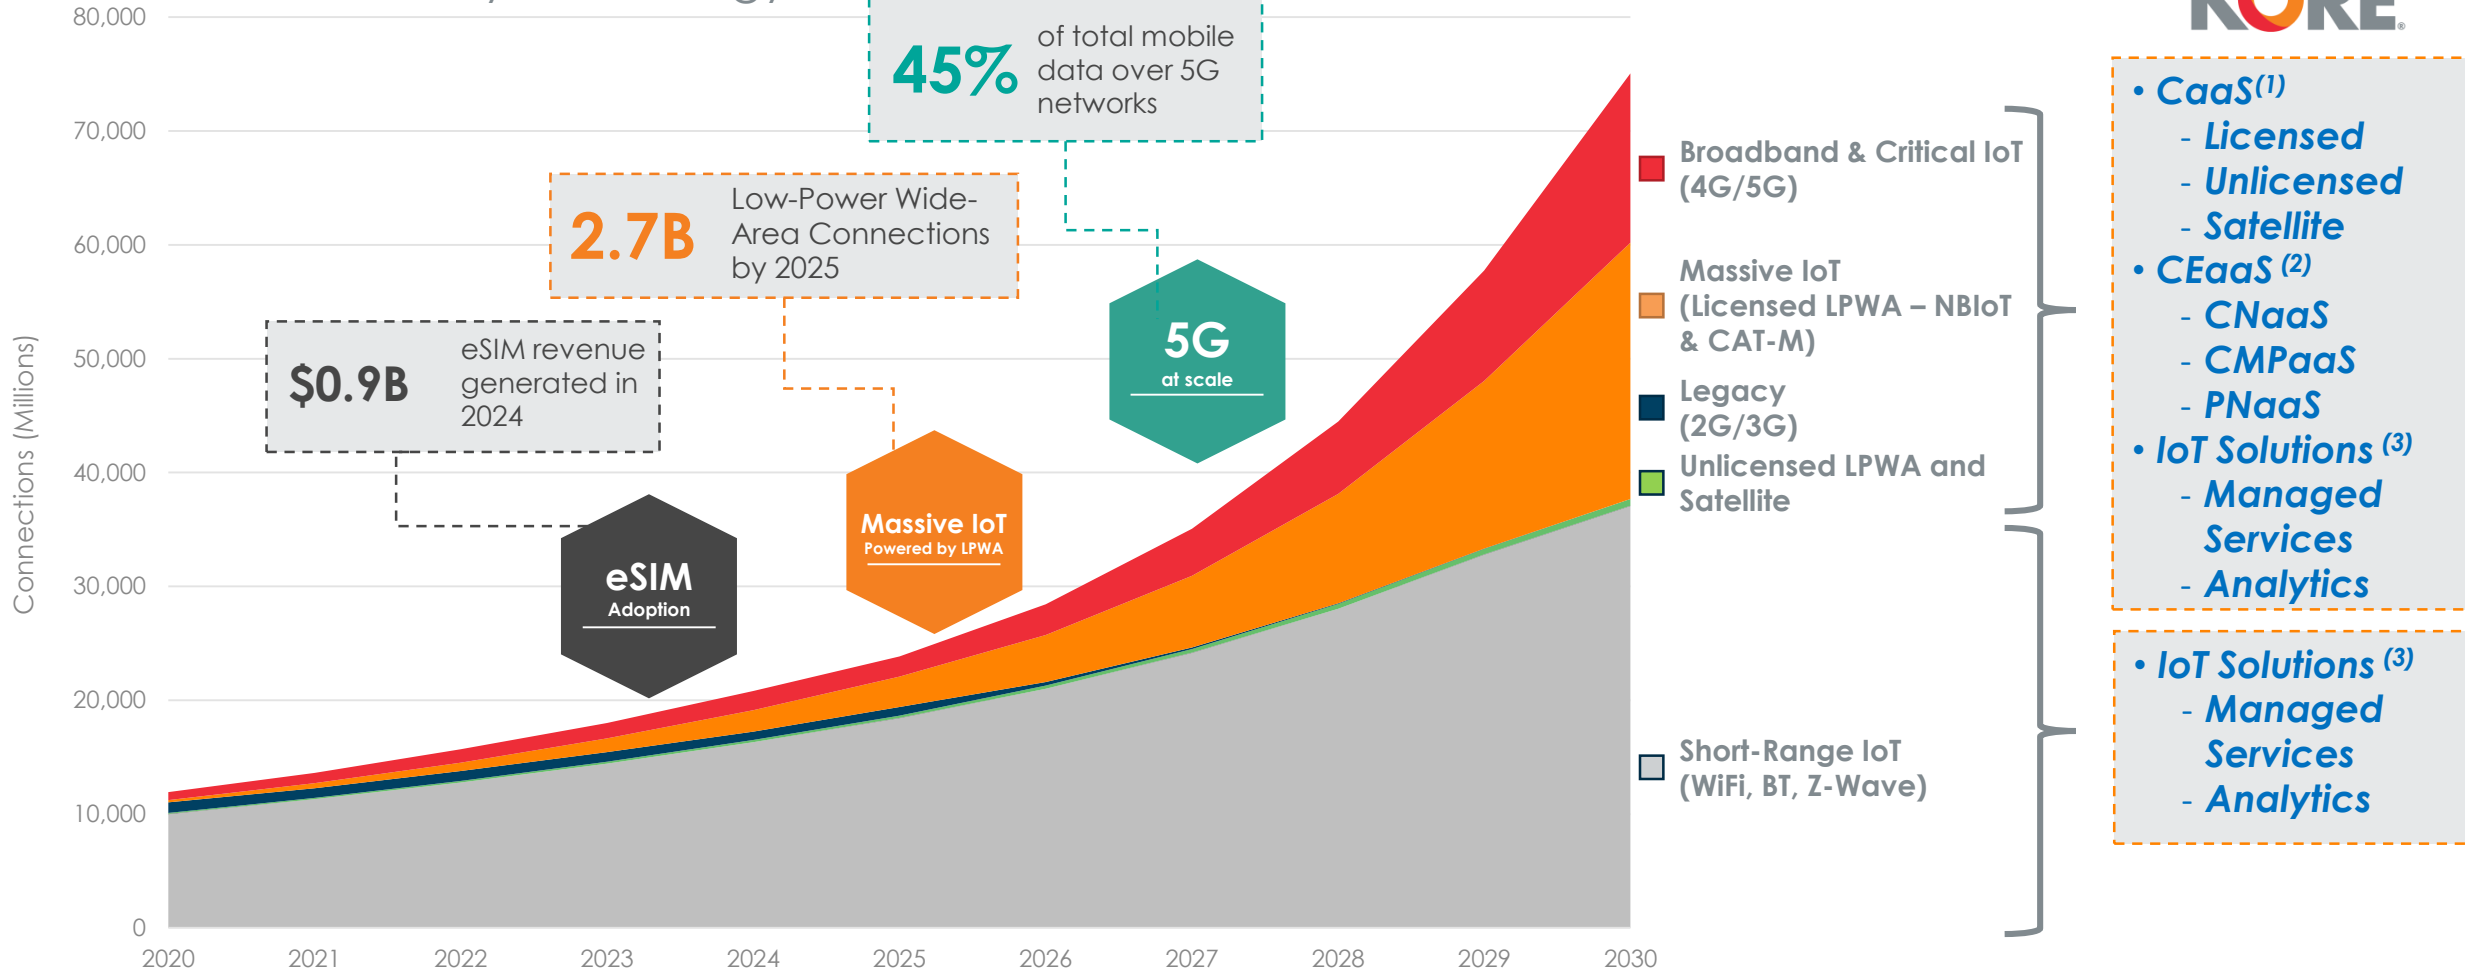 80,000
70,000
60,000
50,000
40,000
30,000
20,000
10,000
0
Connections (Millions)
2020 2021 2022 2023 2024 2025 2026 2027 2028 2029 2030
45%
of total mobile
data over 5G
networks
2.7B
Low-Power Wide-
Area Connections
by 2025
$0.9B
eSIM revenue
generated in
2024
eSIM
Adoption
Massive IoT
Powered by LPWA
5G
at scale
Broadband & Critical IoT
(4G/5G)
Massive IoT
(Licensed LPWA – NBIoT
& CAT-M)
Legacy
(2G/3G)
Unlicensed LPWA and
Satellite
Short-Range IoT
(WiFi, BT, Z-Wave)
KORE®
• CaaS(1)
- Licensed
- Unlicensed
- Satellite
• CEaaS (2)
- CNaaS
- CMPaaS
- PNaaS
• IoT Solutions (3)
- Managed
Services
- Analytics
• IoT Solutions (3)
- Managed
Services
- Analytics